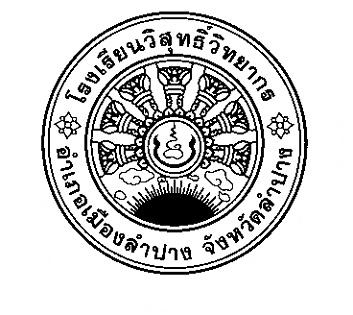 โรงเรียนวิสุทธิ์วิทยากร
อำเภอเมืองลำปาง จังหวัดลำปาง